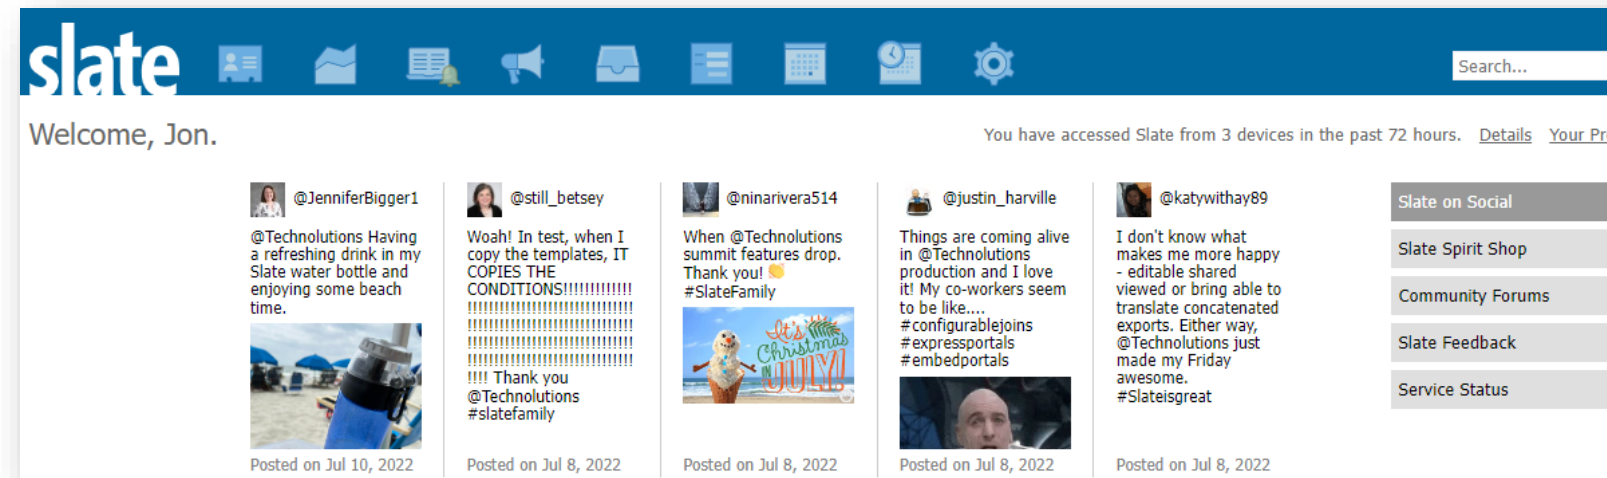 slate
Search...
Welcome, Jon.
You have accessed Slate from 3 devices in the past 72 hours. Details Your
@JenniferBigger1
@Technolutions Having
a refreshing drink in my
Slate water bottle and
enjoying some beach
time.
Posted on Jul 10, 2022
@still_betsey
Woah! In test, when I
copy the templates, IT
COPIES THE
CONDITIONS!!!!!!!!!!!!!
!!!!!!!!!!!!!!!!!!!!!!!!!!!!!!!
!!!!!!!!!!!!!!!!!!!!!!!!!!!!!!!
!!!!!!!!!!!!!!!!!!!!!!!!!!!!!!!
!!!!!!!!!!!!!!!!!!!!!!!!!!!!!!!
!!!! Thank you
@Technolutions
#slatefamily
Posted on Jul 8, 2022
@ninarivera514
When @Technolutions
summit features drop.
Thank you! 👏
#SlateFamily
It's
Christmas
IN
JULY!
Posted on Jul 8, 2022
@justin_harville
Things are coming alive
in @Technolutions
production and I love
it! My co-workers seem
to be like....
#configurablejoins
#expressportals
#embedportals
Posted on Jul 8, 2022
@katywithay89
I don't know what
makes me more happy
- editable shared
viewed or bring able to
translate concatenated
exports. Either way,
@Technolutions just
made my Friday
awesome.
#Slateisgreat
Posted on Jul 8, 2022
Slate on Social
Slate Spirit Shop
Community Forums
Slate Feedback
Service Status